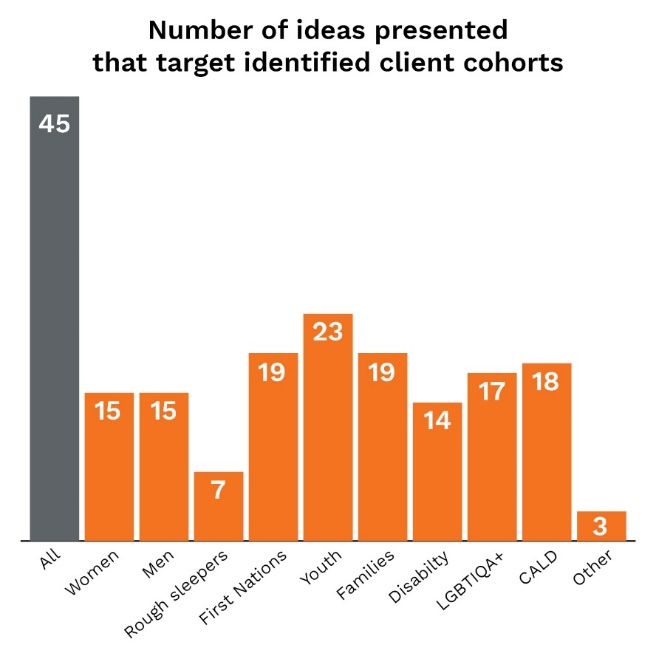 Number of ideas presented
that target identified client cohorts
45
15
15
7
19
23
19
14
17
18
3
All
Women
Men
Rough sleepers
First Nations
Youth
Families
Disabilty
LGBTIQA+
CALD
Other